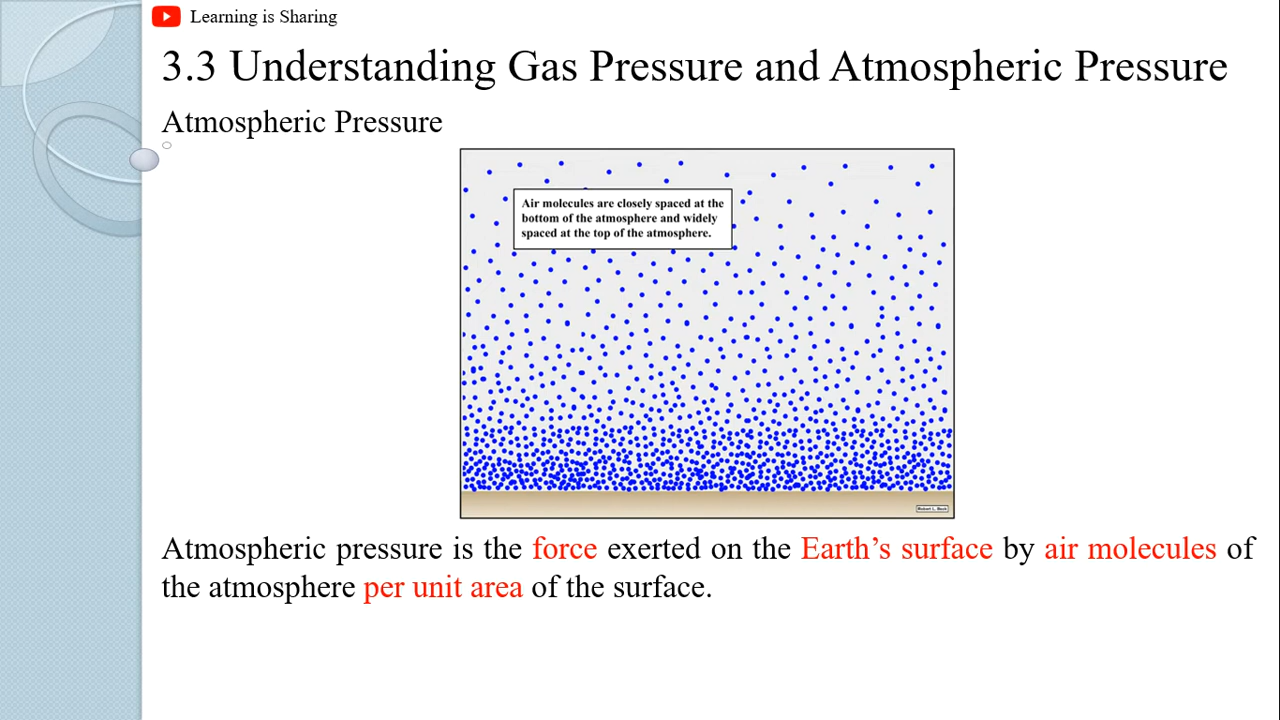 Learning is Sharing
3.3 Understanding Gas Pressure and Atmospheric Pressure
Atmospheric Pressure
Air molecules are closely spaced at the
bottom of the atmosphere and widely
spaced at the top of the atmosphere.
Atmospheric pressure is the force exerted on the Earth’s surface by air molecules of
the atmosphere per unit area of the surface.